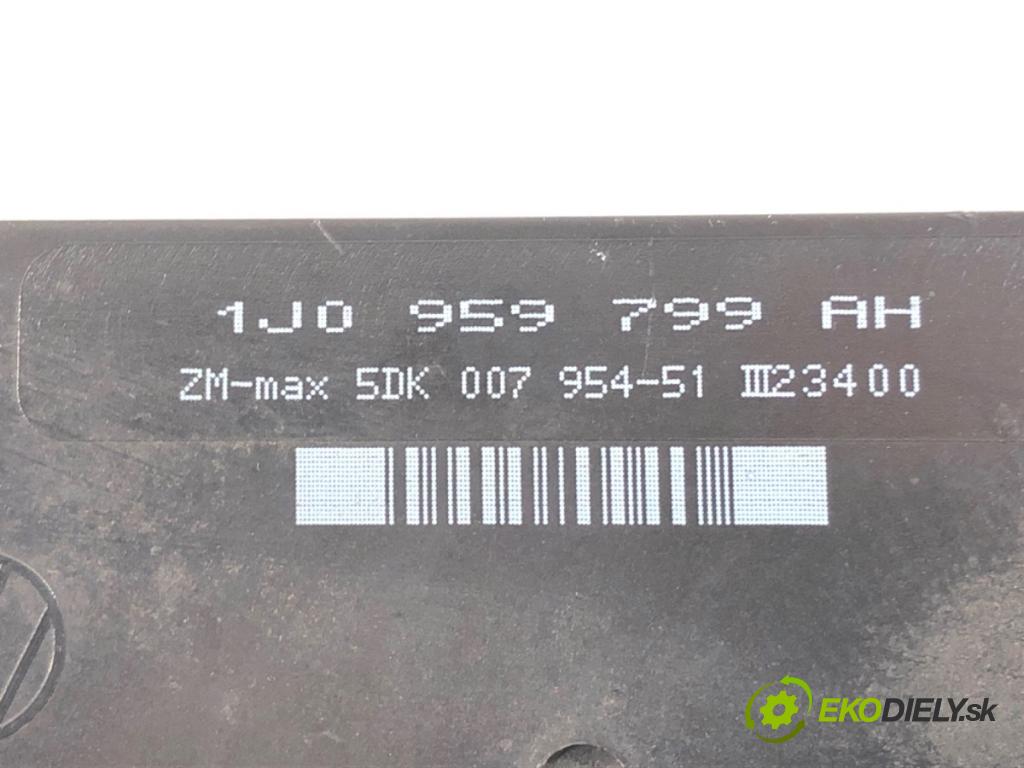 1J0 959 799 AH
ZM-max 5DK 007 954-51 III23400
EKODIELY.sk